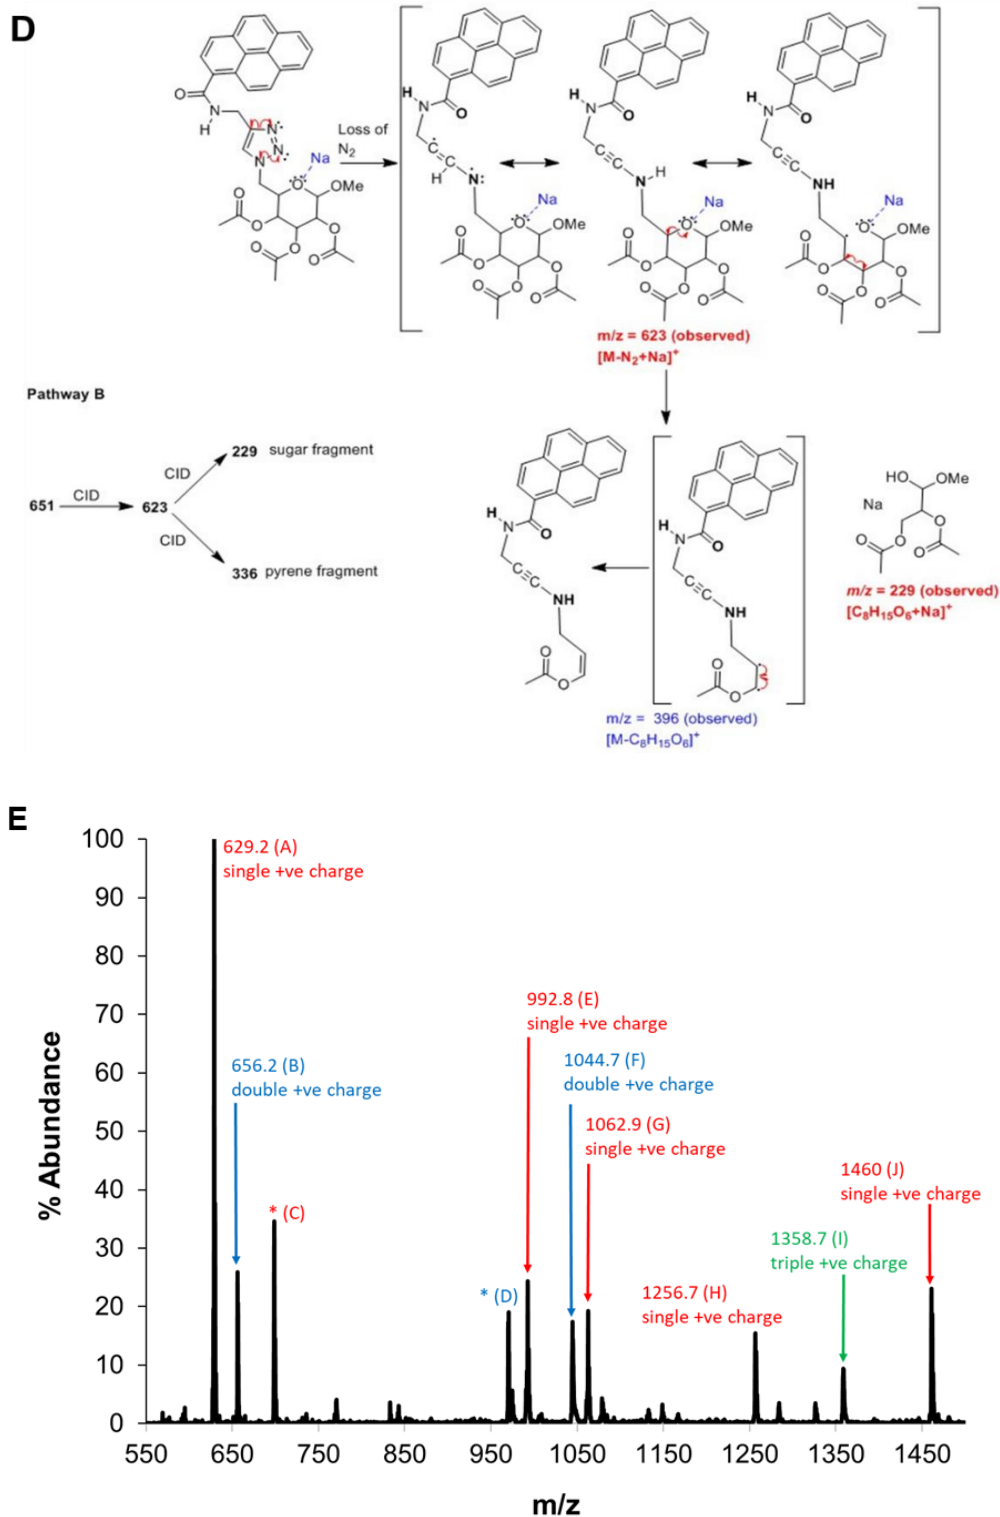 D
Loss of
N₂
O
N
H
N
N
N
Na
O
OMe
O
O
O
O
O
O
H
N
O
C
C
H
N:
Na
O
OMe
O
O
O
O
O
O
H
N
O
C
C
N
H
Na
O
OMe
O
O
O
O
O
O
H
N
O
C
C
NH
Na
O
OMe
O
O
O
O
O
O
m/z = 623 (observed)
[M-N₂+Na]⁺
Pathway B
651
CID
623
CID
229 sugar fragment
CID
336 pyrene fragment
H
N
O
C
C
NH
O
O
H
N
O
C
C
NH
O
O
HO
OMe
Na
O
O
O
O
m/z = 229 (observed)
[C₈H₁₅O₆+Na]⁺
m/z = 396 (observed)
[M-C₈H₁₅O₆]⁺
E
% Abundance
100
90
80
70
60
50
40
30
20
10
0
629.2 (A)
single +ve charge
656.2 (B)
double +ve charge
* (C)
* (D)
992.8 (E)
single +ve charge
1044.7 (F)
double +ve charge
1062.9 (G)
single +ve charge
1256.7 (H)
single +ve charge
1358.7 (I)
triple +ve charge
1460 (J)
single +ve charge
550 650 750 850 950 1050 1150 1250 1350 1450
m/z